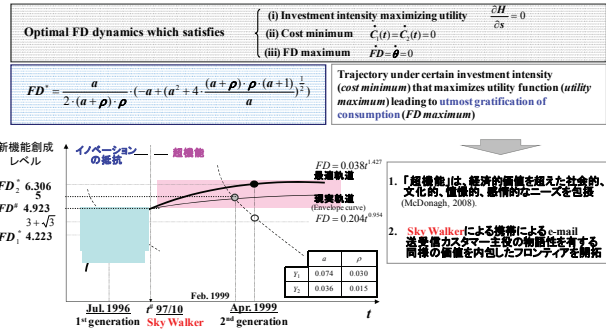 Optimal FD dynamics which satisfies
(i) Investment intensity maximizing utility ∂H/∂s = 0
(ii) Cost minimum Ċ₁(t) = Ċ₂(t) = 0
(iii) FD maximum ḞD = θ̇ = 0
FD* = a / (2·(a+ρ)·ρ) · (−a + (a² + 4·(a+ρ)·ρ·(a+1)/a)^(1/2))
Trajectory under certain investment intensity
(cost minimum) that maximizes utility function (utility
maximum) leading to utmost gratification of
consumption (FD maximum)
新機能創成
レベル
イノベーション
の抵抗
超機能
FD = 0.038t^1.427
最適軌道
FD₂* 6.306
5
現実軌道
(Envelope curve)
FD# 4.923
FD = 0.204t^0.954
3+√3
FD₁* 4.223
a ρ
Y₁ 0.074 0.030
Y₂ 0.036 0.015
Feb. 1999
Jul. 1996 t# 97/10 Apr. 1999 t
1st generation Sky Walker 2nd generation
1. 「超機能」は、経済的価値を超えた社会的、
文化的、憧憬的、感情的なニーズを包含
(McDonagh, 2008).
2. Sky Walkerによる携帯によるe-mail
送受信カスタマー主役の物語性を有する
同様の価値を内包したフロンティアを開拓